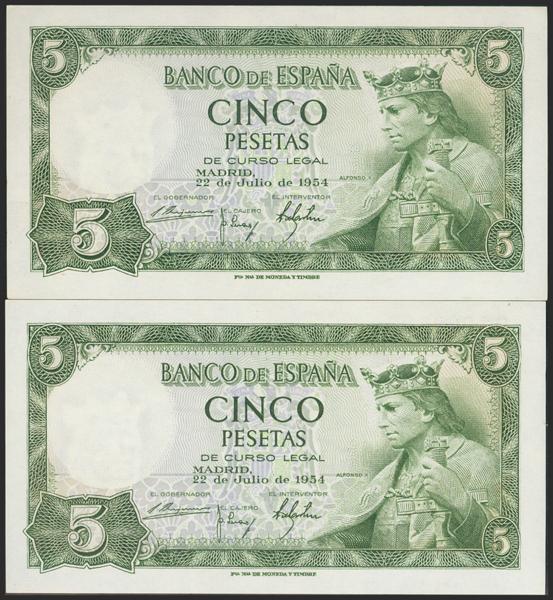 5 5
BANCO DE ESPAÑA
CINCO
PESETAS
DE CURSO LEGAL
MADRID,
22 de Julio de 1954
ALFONSO X
EL GOBERNADOR EL INTERVENTOR
EL CAJERO
5 5
Fca. Nal. DE MONEDA Y TIMBRE
5 5
BANCO DE ESPAÑA
CINCO
PESETAS
DE CURSO LEGAL
MADRID,
22 de Julio de 1954
ALFONSO X
EL GOBERNADOR EL INTERVENTOR
EL CAJERO
5 5
Fca. Nal. DE MONEDA Y TIMBRE